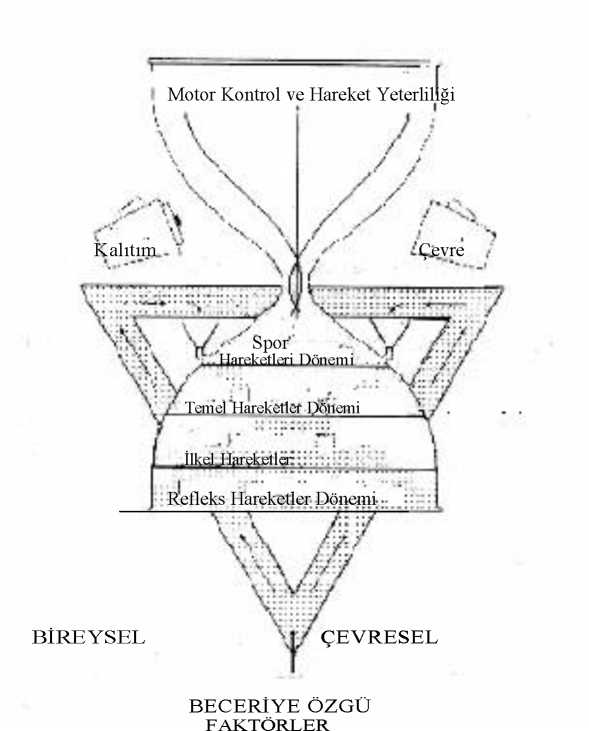 Motor Kontrol ve Hareket Yeterliliği
Kalıtım
Çevre
Spor
Hareketleri Dönemi
Temel Hareketler Dönemi
İlkel Hareketler
Refleks Hareketler Dönemi
BİREYSEL
ÇEVRESEL
BECERİYE ÖZGÜ
FAKTÖRLER